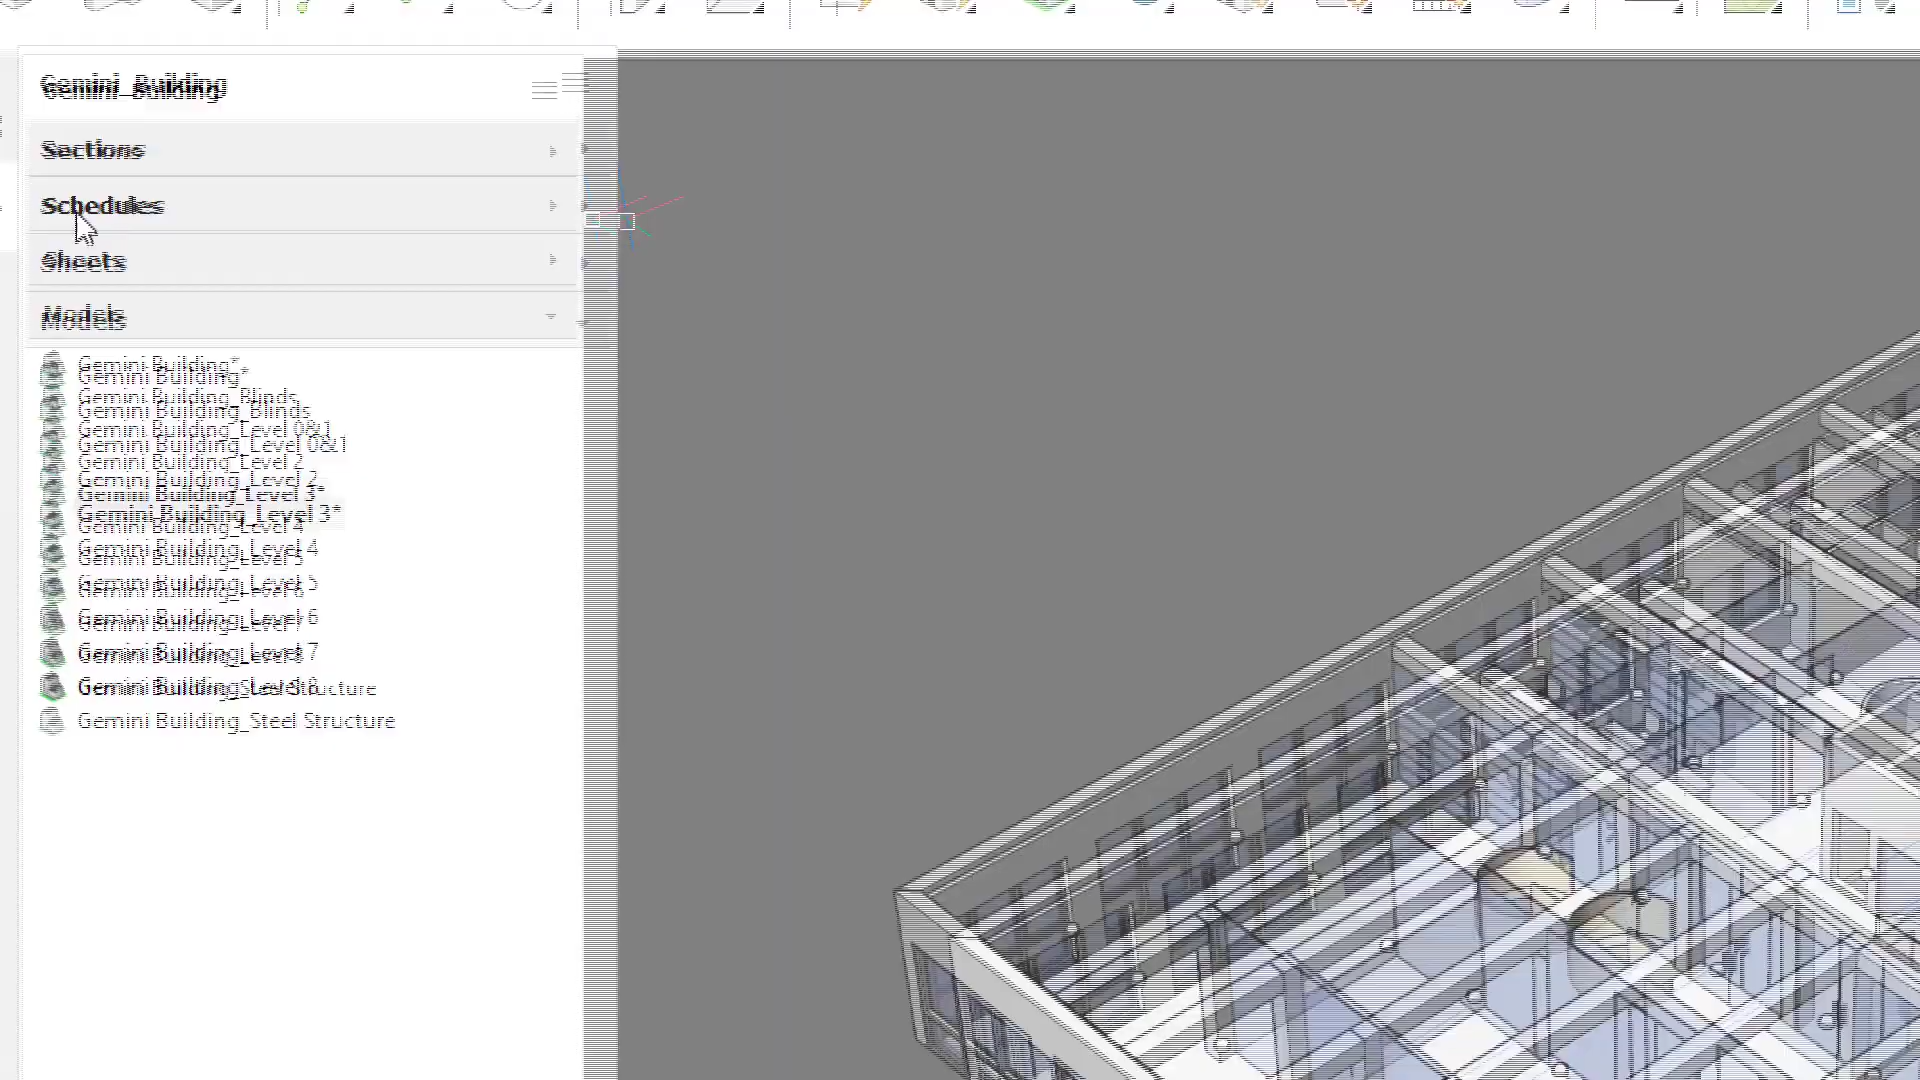 Gemini_Building
Sections
Schedules
Sheets
Models
Gemini Building*
Gemini Building_Blinds
Gemini Building_Level 0&1
Gemini Building_Level 2
Gemini Building_Level 3*
Gemini Building_Level 4
Gemini Building_Level 5
Gemini Building_Level 6
Gemini Building_Level 7
Gemini Building_Level 8
Gemini Building_Steel Structure